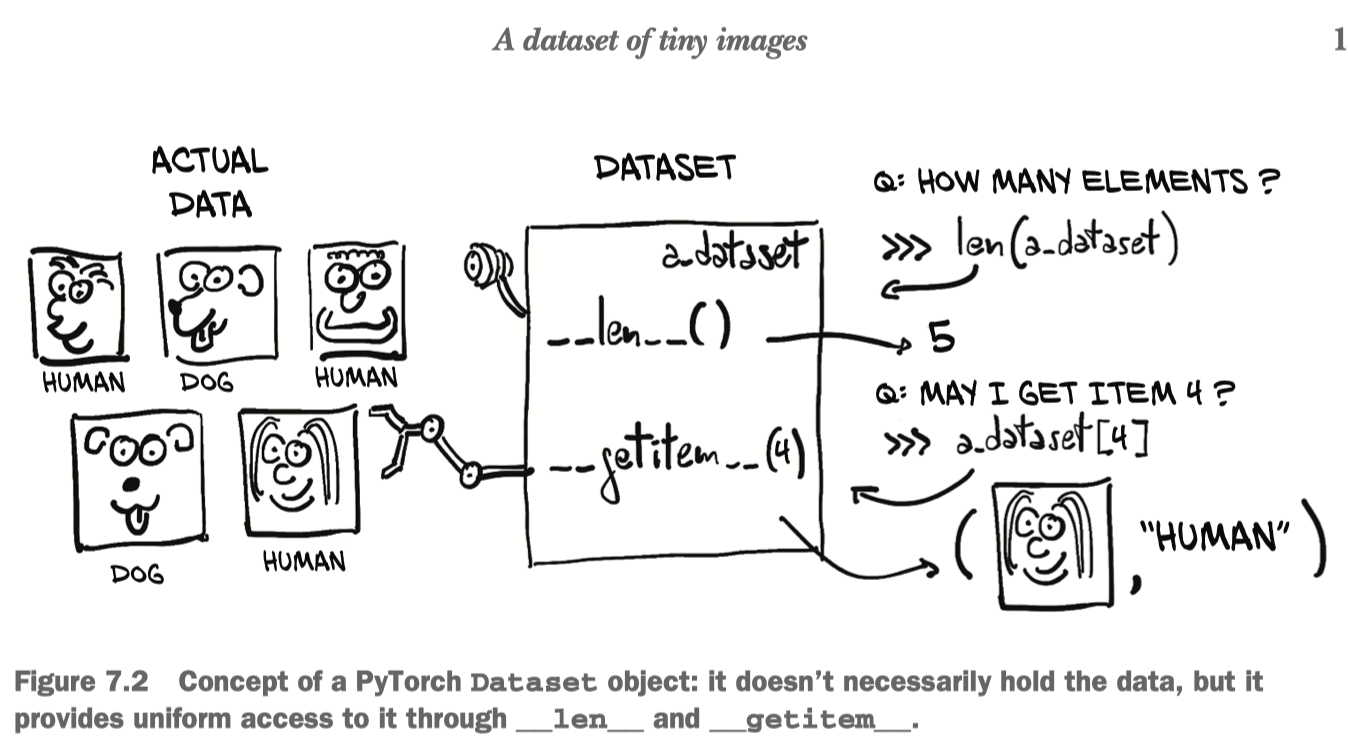 A dataset of tiny images 1
ACTUAL
DATA
HUMAN DOG HUMAN
DOG HUMAN
DATASET
a_dataset
__len__()
__getitem__(4)
Q: HOW MANY ELEMENTS ?
>>> len(a_dataset)
5
Q: MAY I GET ITEM 4 ?
>>> a_dataset[4]
( , "HUMAN" )
Figure 7.2 Concept of a PyTorch Dataset object: it doesn't necessarily hold the data, but it
provides uniform access to it through __len__ and __getitem__.